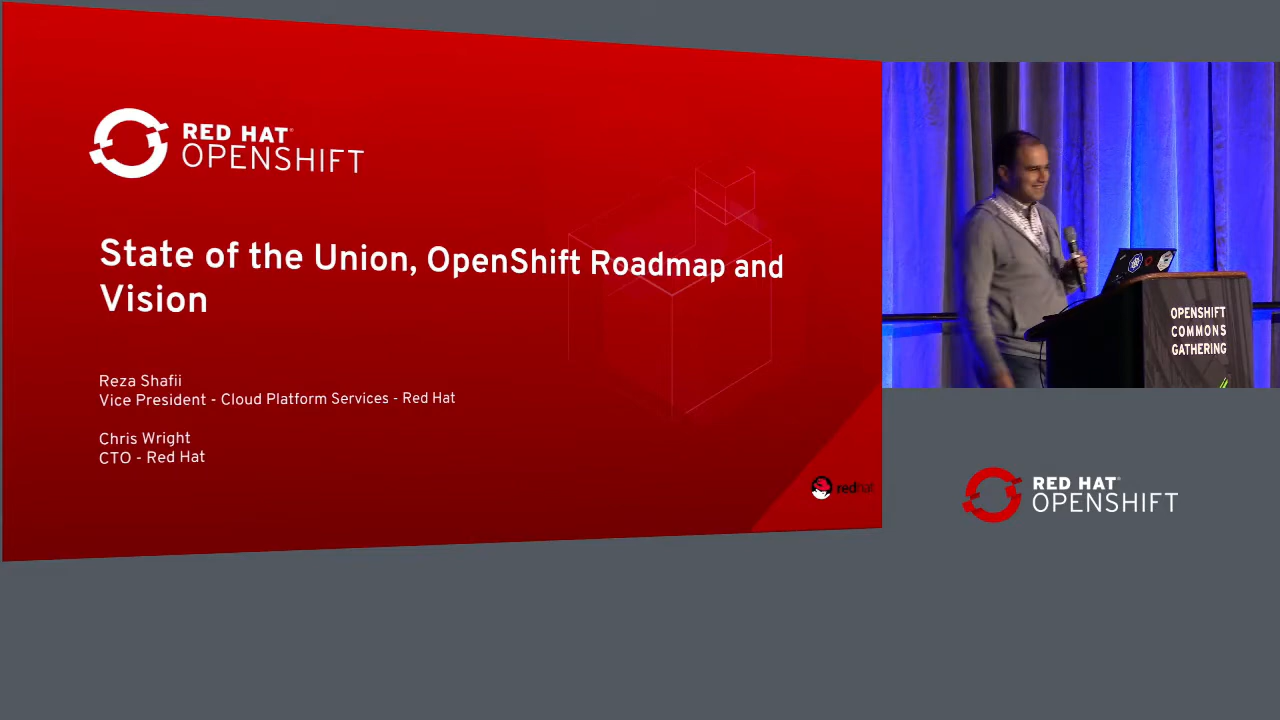 RED HAT®
OPENSHIFT
State of the Union, OpenShift Roadmap and
Vision
Reza Shafii
Vice President - Cloud Platform Services - Red Hat
Chris Wright
CTO - Red Hat
redhat
OPENSHIFT
COMMONS
GATHERING
RED HAT®
OPENSHIFT